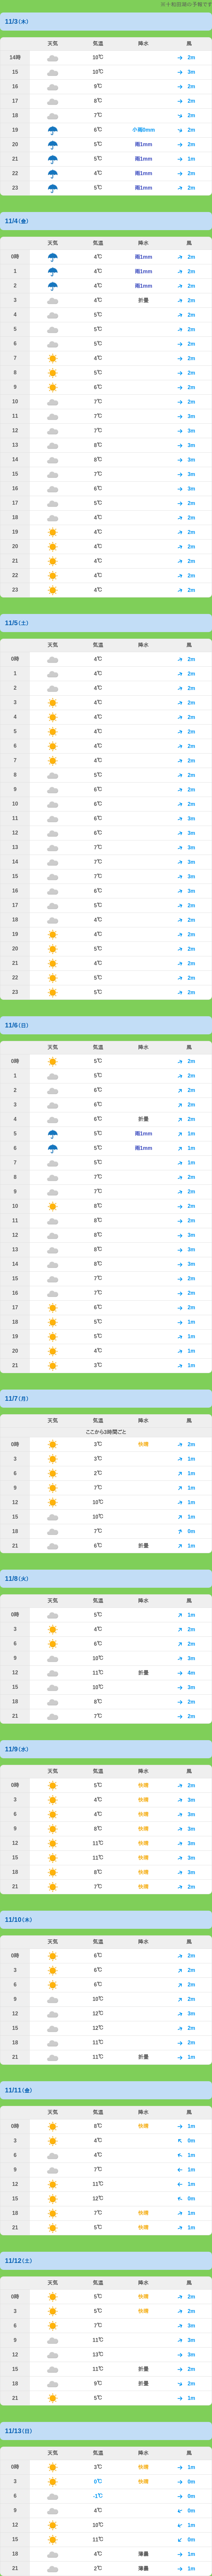 ※十和田湖の予報です
11/3(木)
天気 気温 降水 風
14時 10℃ 2m
15 10℃ 3m
16 9℃ 2m
17 8℃ 2m
18 7℃ 2m
19 6℃ 小雨0mm 2m
20 5℃ 雨1mm 2m
21 5℃ 雨1mm 1m
22 4℃ 雨1mm 2m
23 5℃ 雨1mm 2m
11/4(金)
天気 気温 降水 風
0時 4℃ 雨1mm 2m
1 4℃ 雨1mm 2m
2 4℃ 雨1mm 2m
3 4℃ 折曇 2m
4 5℃ 2m
5 5℃ 2m
6 5℃ 2m
7 4℃ 2m
8 5℃ 2m
9 6℃ 2m
10 7℃ 2m
11 7℃ 3m
12 7℃ 3m
13 8℃ 3m
14 8℃ 3m
15 7℃ 3m
16 6℃ 3m
17 5℃ 2m
18 4℃ 2m
19 4℃ 2m
20 4℃ 2m
21 4℃ 2m
22 4℃ 2m
23 4℃ 2m
11/5(土)
天気 気温 降水 風
0時 4℃ 2m
1 4℃ 2m
2 4℃ 2m
3 4℃ 2m
4 4℃ 2m
5 4℃ 2m
6 4℃ 2m
7 4℃ 2m
8 5℃ 2m
9 6℃ 2m
10 6℃ 2m
11 6℃ 3m
12 6℃ 3m
13 7℃ 3m
14 7℃ 3m
15 7℃ 3m
16 6℃ 3m
17 5℃ 2m
18 4℃ 2m
19 4℃ 2m
20 5℃ 2m
21 4℃ 2m
22 5℃ 2m
23 5℃ 2m
11/6(日)
天気 気温 降水 風
0時 5℃ 2m
1 5℃ 2m
2 6℃ 2m
3 6℃ 2m
4 6℃ 折曇 2m
5 5℃ 雨1mm 1m
6 5℃ 雨1mm 1m
7 5℃ 1m
8 7℃ 2m
9 7℃ 2m
10 8℃ 2m
11 8℃ 2m
12 8℃ 3m
13 8℃ 3m
14 8℃ 3m
15 7℃ 2m
16 7℃ 2m
17 6℃ 2m
18 5℃ 1m
19 5℃ 1m
20 4℃ 1m
21 3℃ 1m
11/7(月)
天気 気温 降水 風
ここから3時間ごと
0時 3℃ 快晴 2m
3 3℃ 1m
6 2℃ 1m
9 7℃ 1m
12 10℃ 1m
15 10℃ 1m
18 7℃ 0m
21 6℃ 折曇 1m
11/8(火)
天気 気温 降水 風
0時 5℃ 1m
3 4℃ 2m
6 6℃ 2m
9 10℃ 3m
12 11℃ 折曇 4m
15 10℃ 3m
18 8℃ 2m
21 7℃ 2m
11/9(水)
天気 気温 降水 風
0時 5℃ 快晴 2m
3 4℃ 快晴 3m
6 4℃ 快晴 3m
9 8℃ 快晴 3m
12 11℃ 快晴 3m
15 11℃ 快晴 3m
18 8℃ 快晴 3m
21 7℃ 快晴 2m
11/10(木)
天気 気温 降水 風
0時 6℃ 2m
3 6℃ 2m
6 6℃ 2m
9 10℃ 2m
12 12℃ 3m
15 12℃ 2m
18 11℃ 2m
21 11℃ 折曇 1m
11/11(金)
天気 気温 降水 風
0時 8℃ 快晴 1m
3 4℃ 0m
6 4℃ 1m
9 7℃ 1m
12 11℃ 1m
15 12℃ 0m
18 7℃ 快晴 1m
21 5℃ 快晴 1m
11/12(土)
天気 気温 降水 風
0時 5℃ 快晴 2m
3 5℃ 快晴 2m
6 7℃ 3m
9 11℃ 3m
12 13℃ 3m
15 11℃ 折曇 2m
18 9℃ 折曇 2m
21 5℃ 1m
11/13(日)
天気 気温 降水 風
0時 3℃ 快晴 1m
3 0℃ 快晴 0m
6 -1℃ 0m
9 4℃ 0m
12 10℃ 1m
15 11℃ 0m
18 4℃ 薄曇 1m
21 2℃ 薄曇 1m